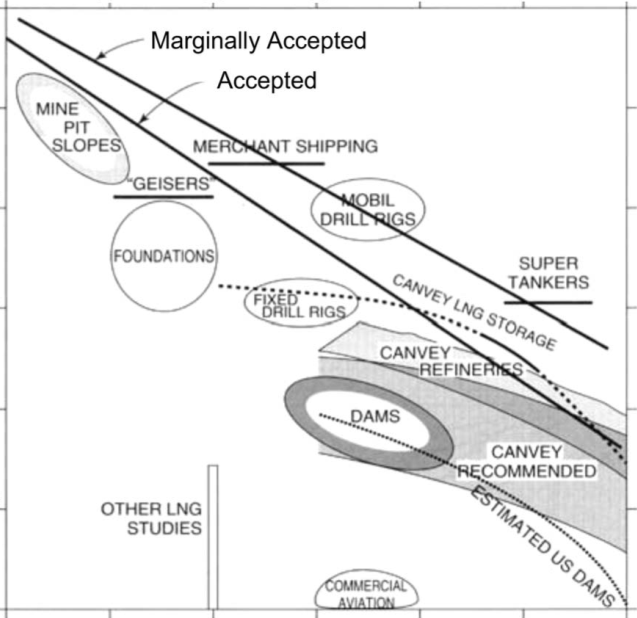 Marginally Accepted
Accepted
MINE
PIT
SLOPES
MERCHANT SHIPPING
"GEISERS"
MOBIL
DRILL RIGS
FOUNDATIONS
SUPER
TANKERS
FIXED
DRILL RIGS
CANVEY LNG STORAGE
CANVEY
REFINERIES
DAMS
CANVEY
RECOMMENDED
OTHER LNG
STUDIES
ESTIMATED US DAMS
COMMERCIAL
AVIATION